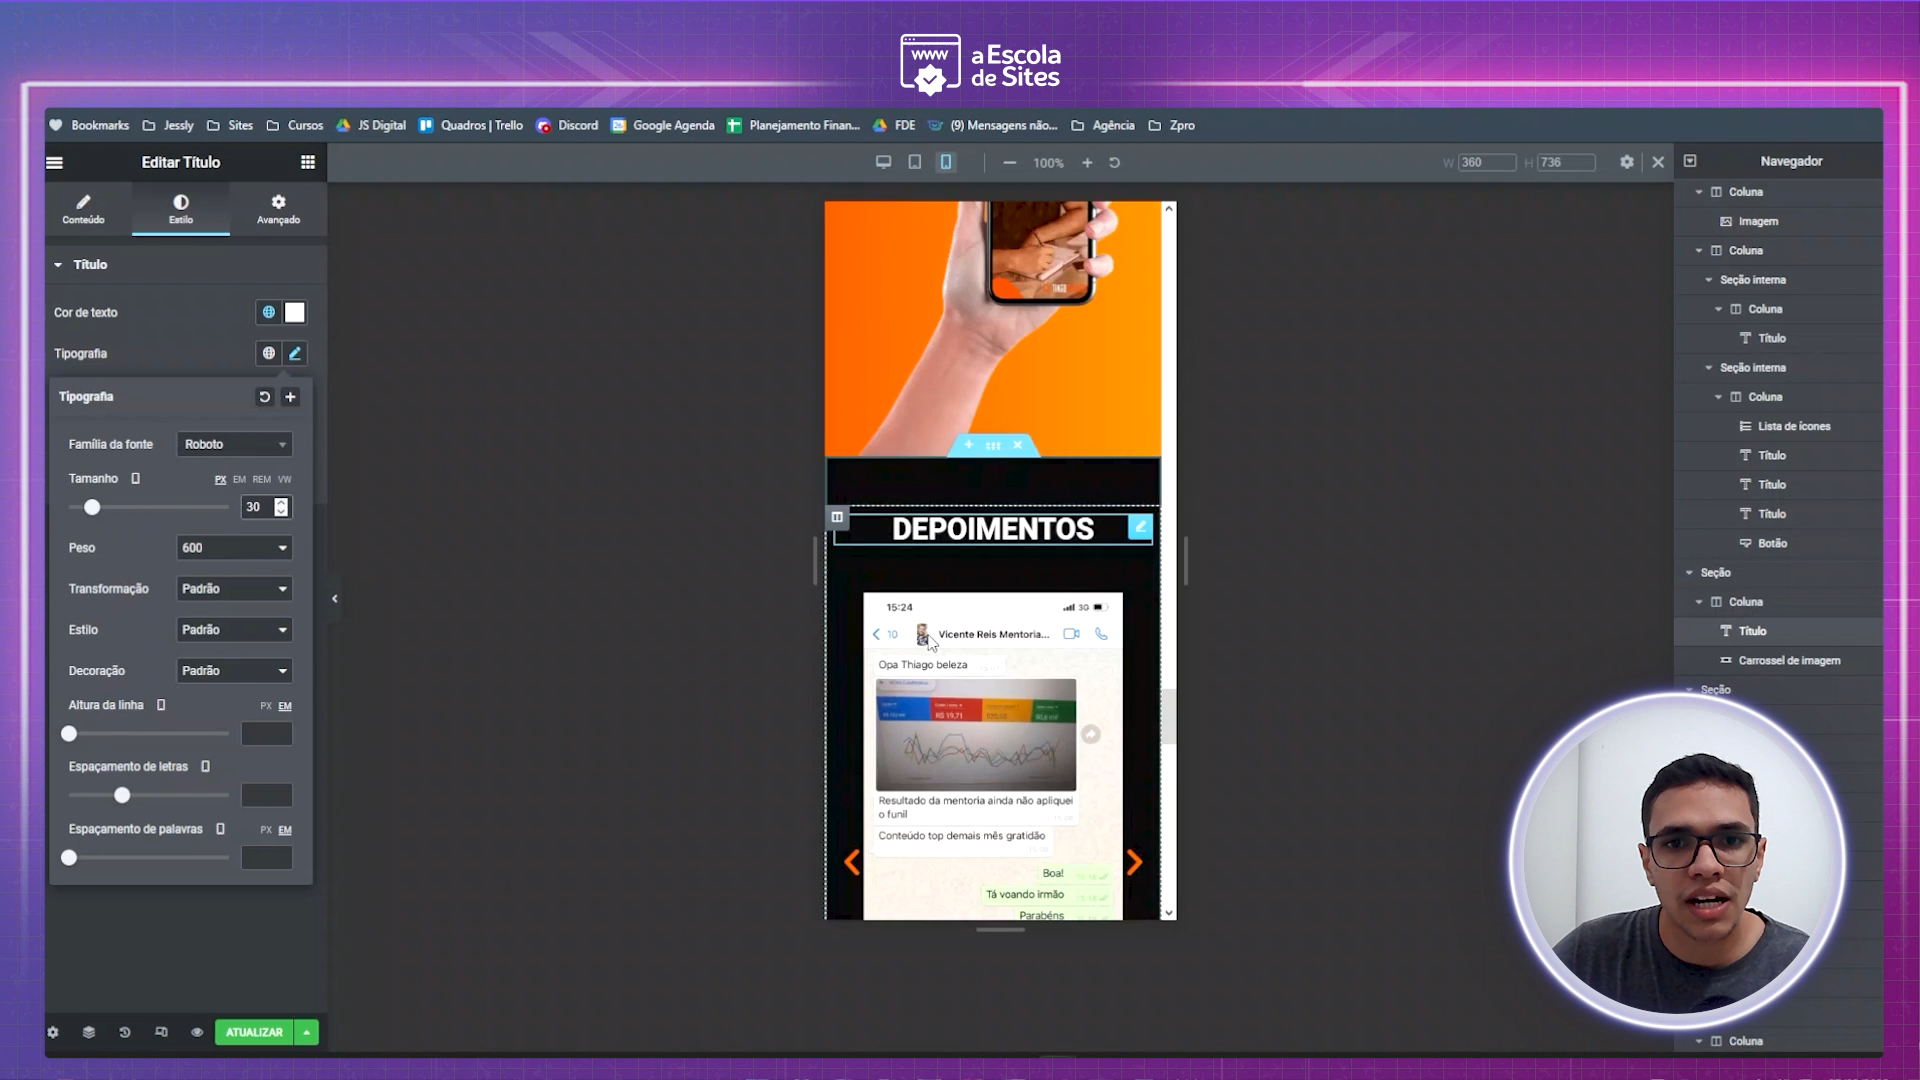 www
a Escola
de Sites
Bookmarks
Jessly
Sites
Cursos
JS Digital
Quadros | Trello
Discord
Google Agenda
Planejamento Finan...
FDE
(9) Mensagens não...
Agência
Zpro
Editar Título
100%
W 360
H 736
Navegador
Conteúdo
Estilo
Avançado
Título
Cor de texto
Tipografia
Tipografia
Família da fonte
Roboto
Tamanho
PX EM REM VW
30
Peso
600
Transformação
Padrão
Estilo
Padrão
Decoração
Padrão
Altura da linha
PX EM
Espaçamento de letras
Espaçamento de palavras
PX EM
ATUALIZAR
DEPOIMENTOS
15:24
3G
10
Vicente Reis Mentoria...
Opa Thiago beleza
R$ 19,71
Resultado da mentoria ainda não apliquei
o funil
Conteúdo top demais mês gratidão
Boa!
Tá voando irmão
Parabéns
Coluna
Imagem
Coluna
Seção interna
Coluna
Título
Seção interna
Coluna
Lista de ícones
Título
Título
Título
Botão
Seção
Coluna
Título
Carrossel de imagem
Seção
Coluna